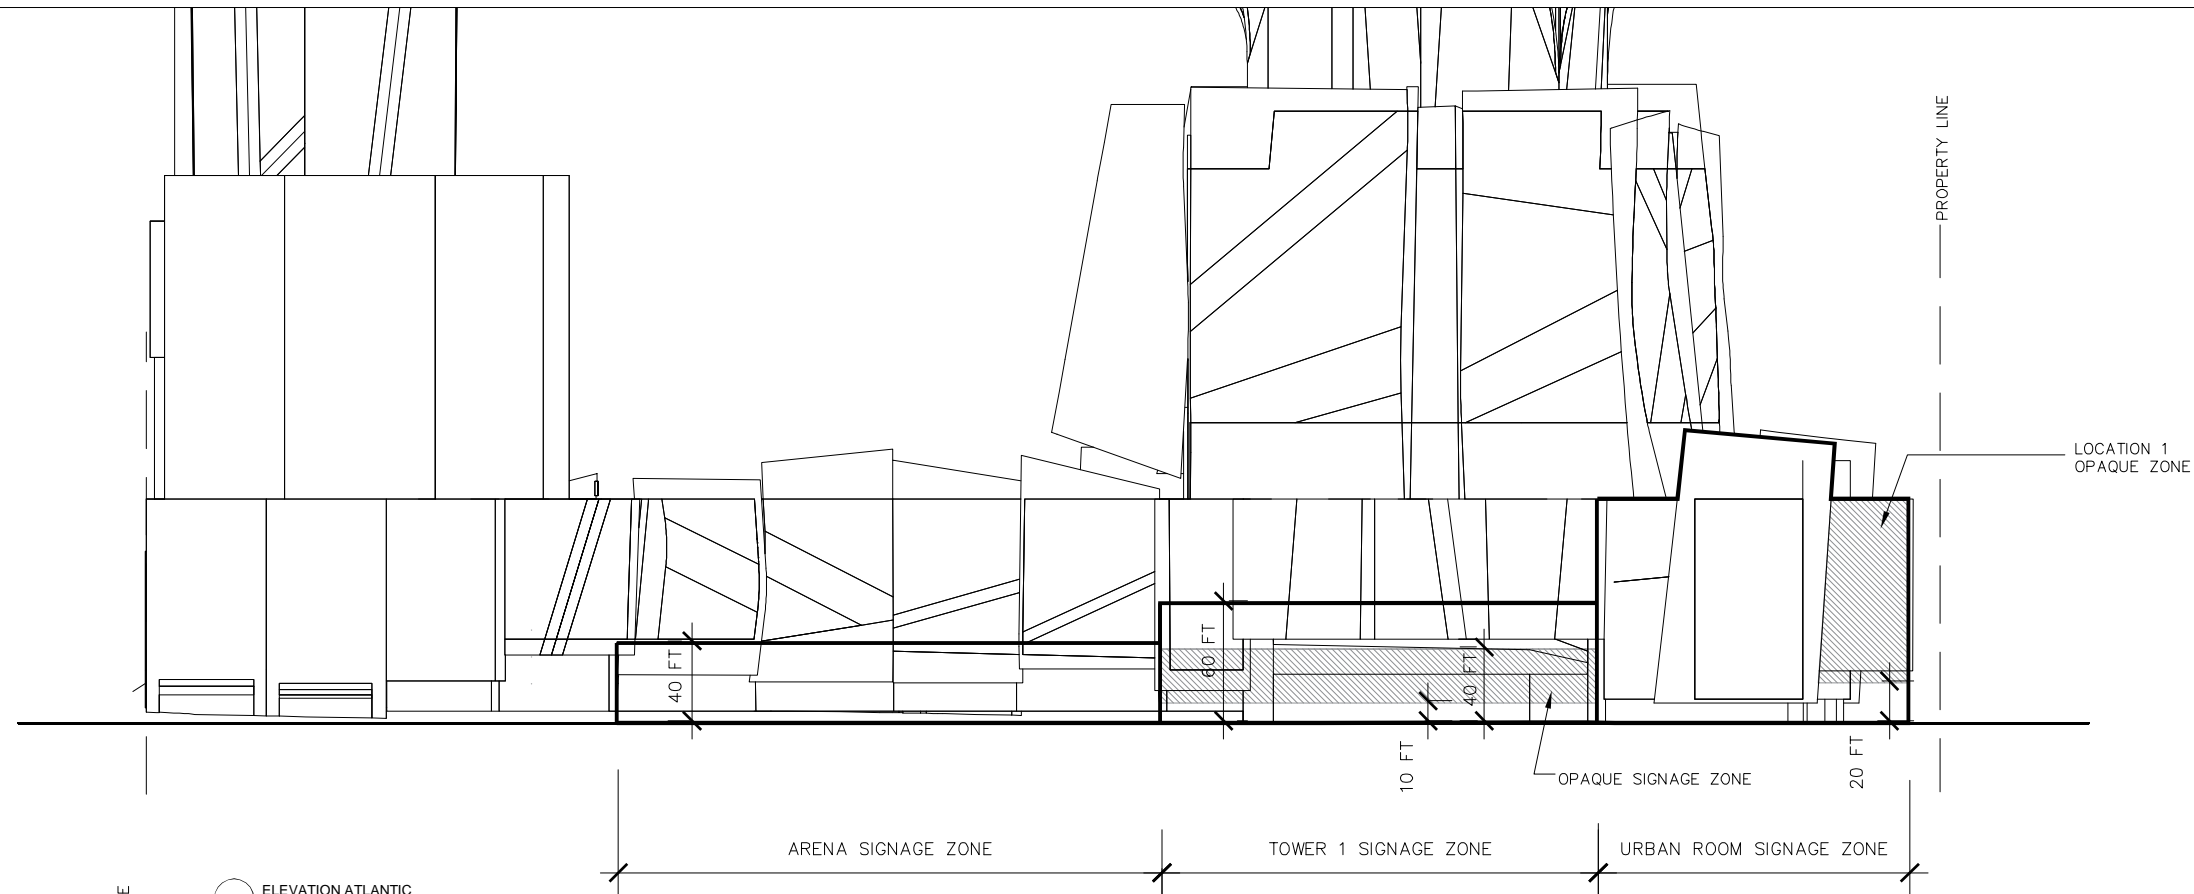 PROPERTY LINE
LOCATION 1
OPAQUE ZONE
40 FT
60 FT
40 FT
10 FT
20 FT
OPAQUE SIGNAGE ZONE
ARENA SIGNAGE ZONE
TOWER 1 SIGNAGE ZONE
URBAN ROOM SIGNAGE ZONE
E
ELEVATION ATLANTIC